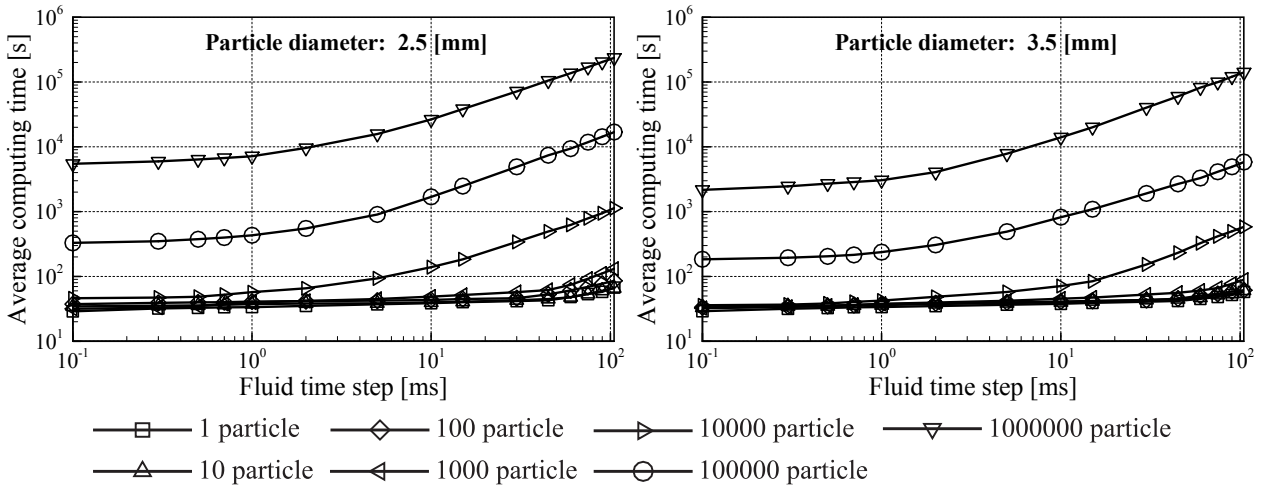 Particle diameter: 2.5 [mm]
Average computing time [s]
10^6
10^5
10^4
10^3
10^2
10^1
10^-1
10^0
10^1
10^2
Fluid time step [ms]
Particle diameter: 3.5 [mm]
Average computing time [s]
10^6
10^5
10^4
10^3
10^2
10^1
10^-1
10^0
10^1
10^2
Fluid time step [ms]
1 particle
100 particle
10000 particle
1000000 particle
10 particle
1000 particle
100000 particle